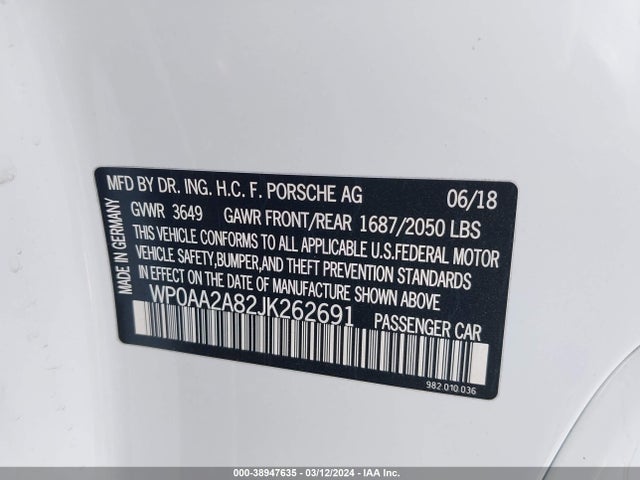 MFD BY DR. ING. H.C. F. PORSCHE AG 06/18
GVWR 3649 GAWR FRONT/REAR 1687/2050 LBS
THIS VEHICLE CONFORMS TO ALL APPLICABLE U.S.FEDERAL MOTOR
VEHICLE SAFETY,BUMPER,AND THEFT PREVENTION STANDARDS
IN EFFECT ON THE DATE OF MANUFACTURE SHOWN ABOVE
WP0AA2A82JK262691 PASSENGER CAR
MADE IN GERMANY
982.010.036
000-38947635 - 03/12/2024 - IAA Inc.